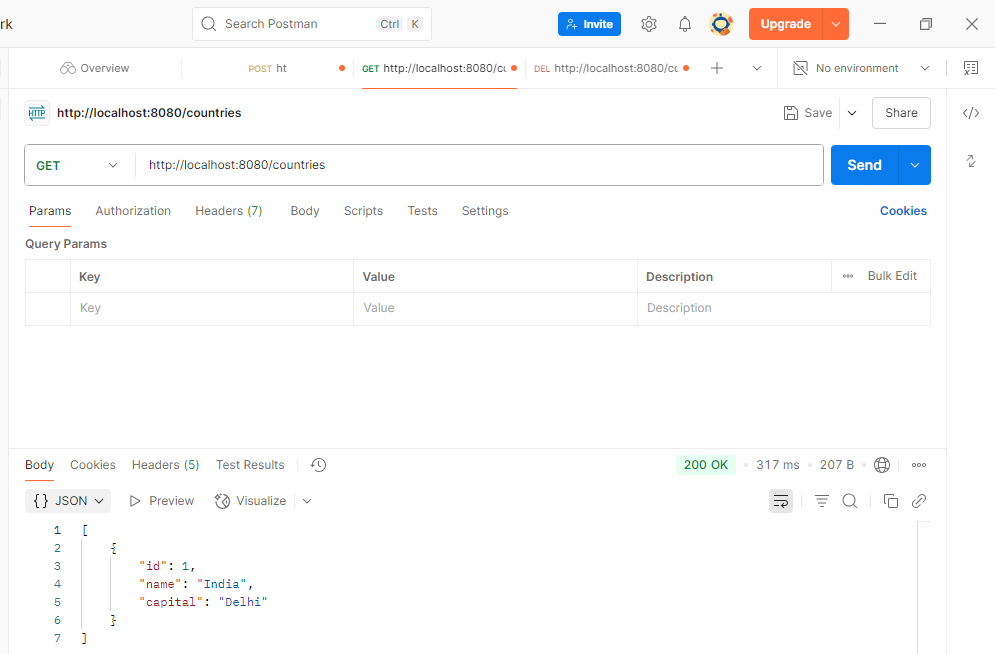 rk
Search Postman Ctrl K
Invite
Upgrade
Overview
POST ht
GET http://localhost:8080/co
DEL http://localhost:8080/cc
No environment
HTTP http://localhost:8080/countries
Save
Share
</>
GET http://localhost:8080/countries
Send
Params Authorization Headers (7) Body Scripts Tests Settings Cookies
Query Params
Key Value Description Bulk Edit
Key Value Description
Body Cookies Headers (5) Test Results
200 OK • 317 ms • 207 B
{} JSON Preview Visualize
1 [
2 {
3 "id": 1,
4 "name": "India",
5 "capital": "Delhi"
6 }
7 ]